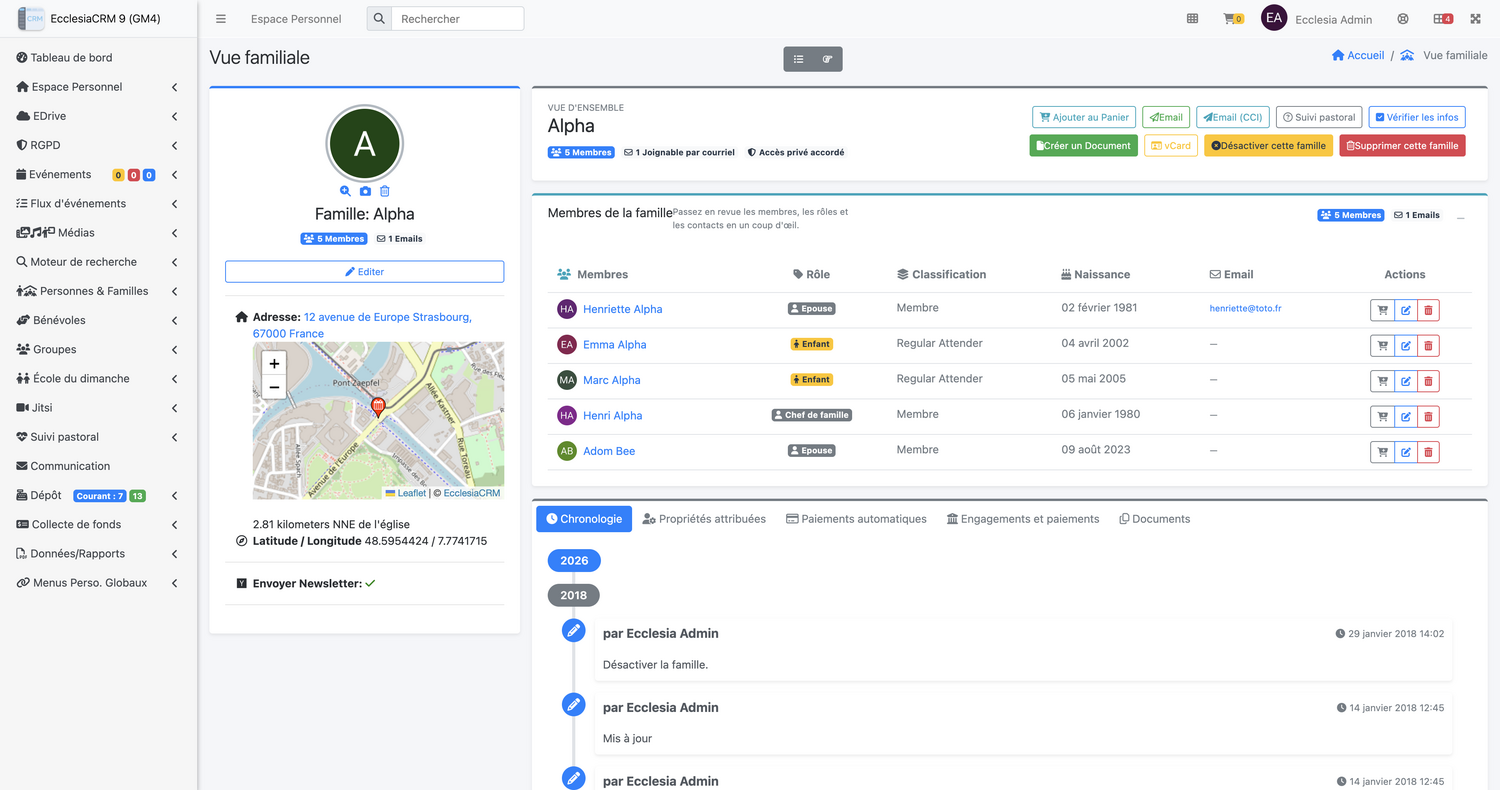 EcclesiaCRM 9 (GM4)
Espace Personnel
Rechercher
0
EA
Ecclesia Admin
4
Tableau de bord
Espace Personnel
EDrive
RGPD
Evénements 0 0 0
Flux d'événements
Médias
Moteur de recherche
Personnes & Familles
Bénévoles
Groupes
École du dimanche
Jitsi
Suivi pastoral
Communication
Dépôt Courant : 7 13
Collecte de fonds
Données/Rapports
Menus Perso. Globaux
Vue familiale
Accueil / Vue familiale
A
Famille: Alpha
5 Membres 1 Emails
Editer
Adresse: 12 avenue de Europe Strasbourg,
67000 France
+
−
Pont Zaepfel
Allée Kastner
Rue Toreau
Avenue de l'Europe
Impasse des Bec
Allée Spach
Leaflet | © EcclesiaCRM
2.81 kilometers NNE de l'église
Latitude / Longitude 48.5954424 / 7.7741715
Envoyer Newsletter:
VUE D'ENSEMBLE
Alpha
5 Membres 1 Joignable par courriel Accès privé accordé
Ajouter au Panier Email Email (CCI) Suivi pastoral Vérifier les infos
Créer un Document vCard Désactiver cette famille Supprimer cette famille
Membres de la famille
Passez en revue les membres, les rôles et
les contacts en un coup d'œil.
5 Membres 1 Emails
Membres Rôle Classification Naissance Email Actions
HA Henriette Alpha Epouse Membre 02 février 1981 henriette@toto.fr
EA Emma Alpha Enfant Regular Attender 04 avril 2002 —
MA Marc Alpha Enfant Regular Attender 05 mai 2005 —
HA Henri Alpha Chef de famille Membre 06 janvier 1980 —
AB Adom Bee Epouse Membre 09 août 2023 —
Chronologie Propriétés attribuées Paiements automatiques Engagements et paiements Documents
2026
2018
par Ecclesia Admin 29 janvier 2018 14:02
Désactiver la famille.
par Ecclesia Admin 14 janvier 2018 12:45
Mis à jour
par Ecclesia Admin 14 janvier 2018 12:45